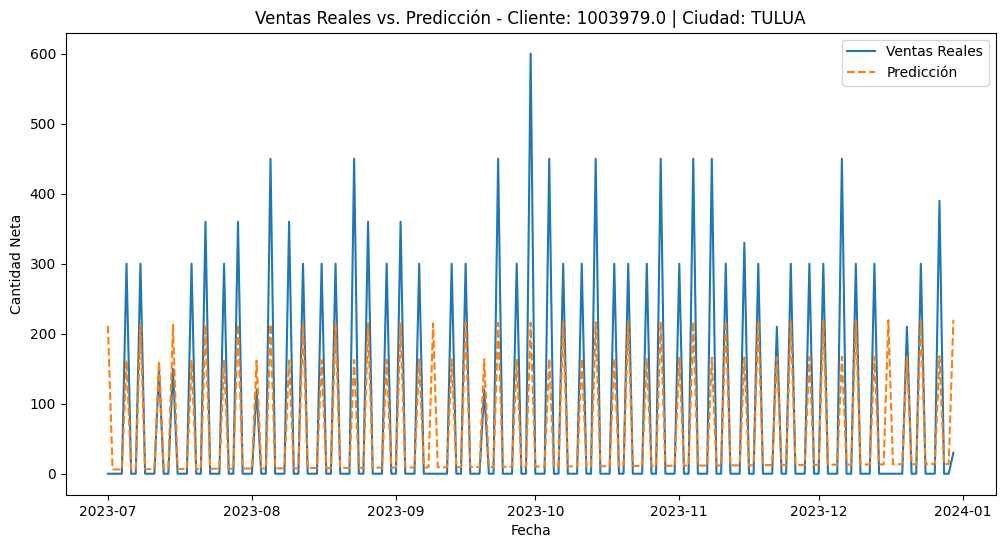 Ventas Reales vs. Predicción - Cliente: 1003979.0 | Ciudad: TULUA
Ventas Reales
Predicción
Cantidad Neta
600
500
400
300
200
100
0
2023-07
2023-08
2023-09
2023-10
2023-11
2023-12
2024-01
Fecha